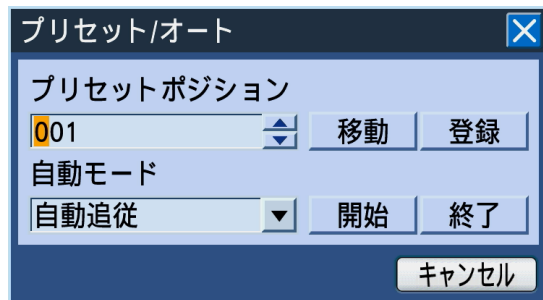 プリセット/オート
プリセットポジション
001 移動 登録
自動モード
自動追従 開始 終了
キャンセル